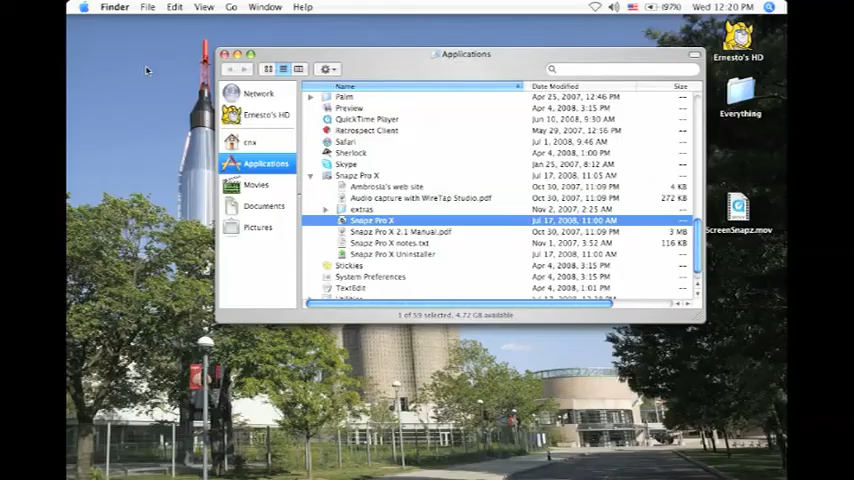 Finder File Edit View Go Window Help (97%) Wed 12:20 PM
Applications
Name Date Modified Size
Palm Apr 25, 2007, 12:46 PM --
Preview Apr 4, 2008, 3:15 PM --
QuickTime Player Jun 10, 2008, 9:30 AM --
Retrospect Client May 29, 2007, 12:56 PM --
Safari Jul 1, 2008, 9:46 AM --
Sherlock Apr 4, 2008, 1:00 PM --
Skype Jan 25, 2007, 8:12 AM --
Snapz Pro X Jul 17, 2008, 11:05 AM --
Ambrosia's web site Oct 30, 2007, 11:09 PM 4 KB
Audio capture with WireTap Studio.pdf Oct 30, 2007, 11:09 PM 272 KB
extras Nov 2, 2007, 2:25 AM --
Snapz Pro X Jul 17, 2008, 11:00 AM --
Snapz Pro X 2.1 Manual.pdf Oct 30, 2007, 11:09 PM 3 MB
Snapz Pro X notes.txt Nov 1, 2007, 3:52 AM 116 KB
Snapz Pro X Uninstaller Jul 17, 2008, 11:00 AM --
Stickies Apr 4, 2008, 3:15 PM --
System Preferences Apr 4, 2008, 3:15 PM --
TextEdit Apr 4, 2008, 1:01 PM --
1 of 59 selected, 4.72 GB available
Network
Ernesto's HD
cnx
Applications
Movies
Documents
Pictures
Ernesto's HD
Everything
ScreenSnapz.mov